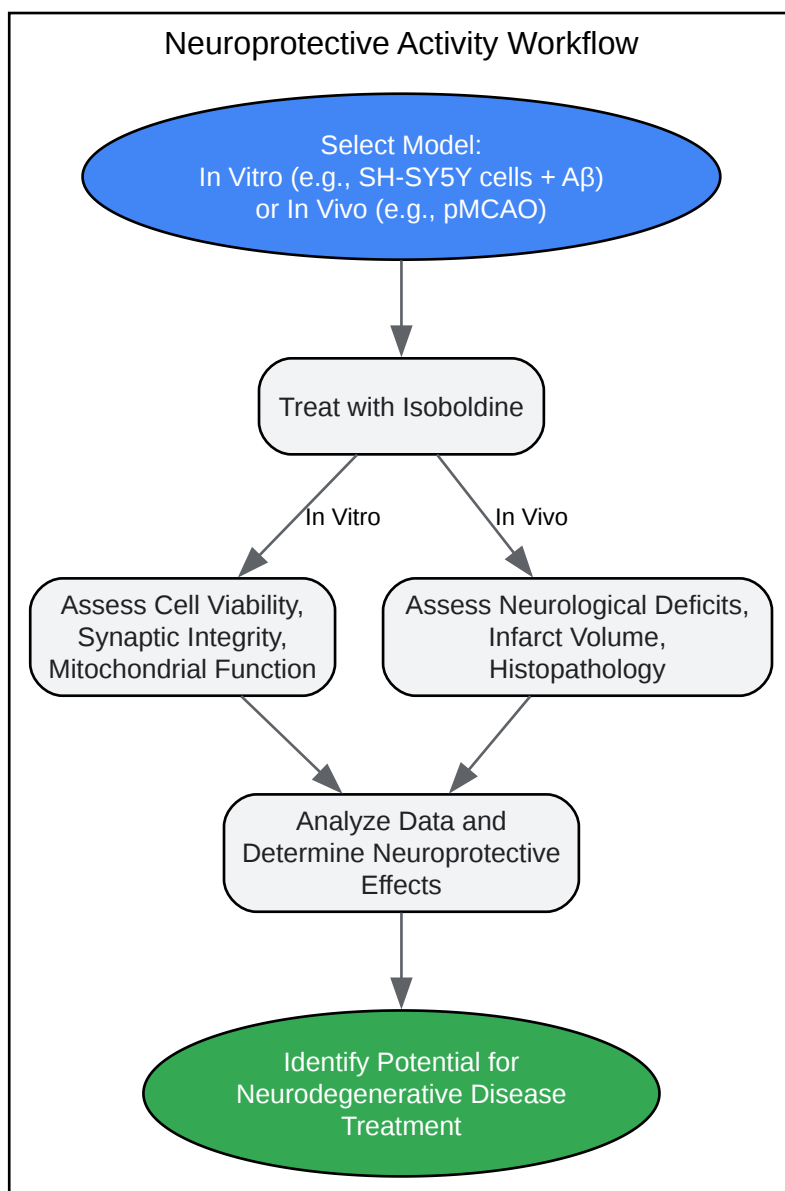 Neuroprotective Activity Workflow
Select Model:
In Vitro (e.g., SH-SY5Y cells + Aβ)
or In Vivo (e.g., pMCAO)
Treat with Isoboldine
In Vitro
In Vivo
Assess Cell Viability,
Synaptic Integrity,
Mitochondrial Function
Assess Neurological Deficits,
Infarct Volume,
Histopathology
Analyze Data and
Determine Neuroprotective
Effects
Identify Potential for
Neurodegenerative Disease
Treatment